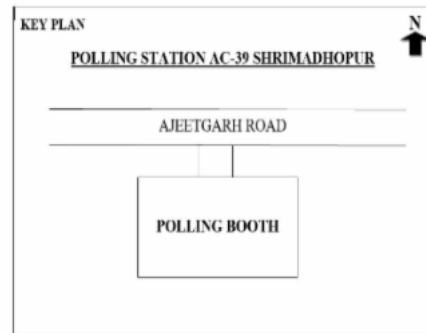 KEY PLAN
N
POLLING STATION AC-39 SHRIMADHOPUR
AJEETGARH ROAD
POLLING BOOTH